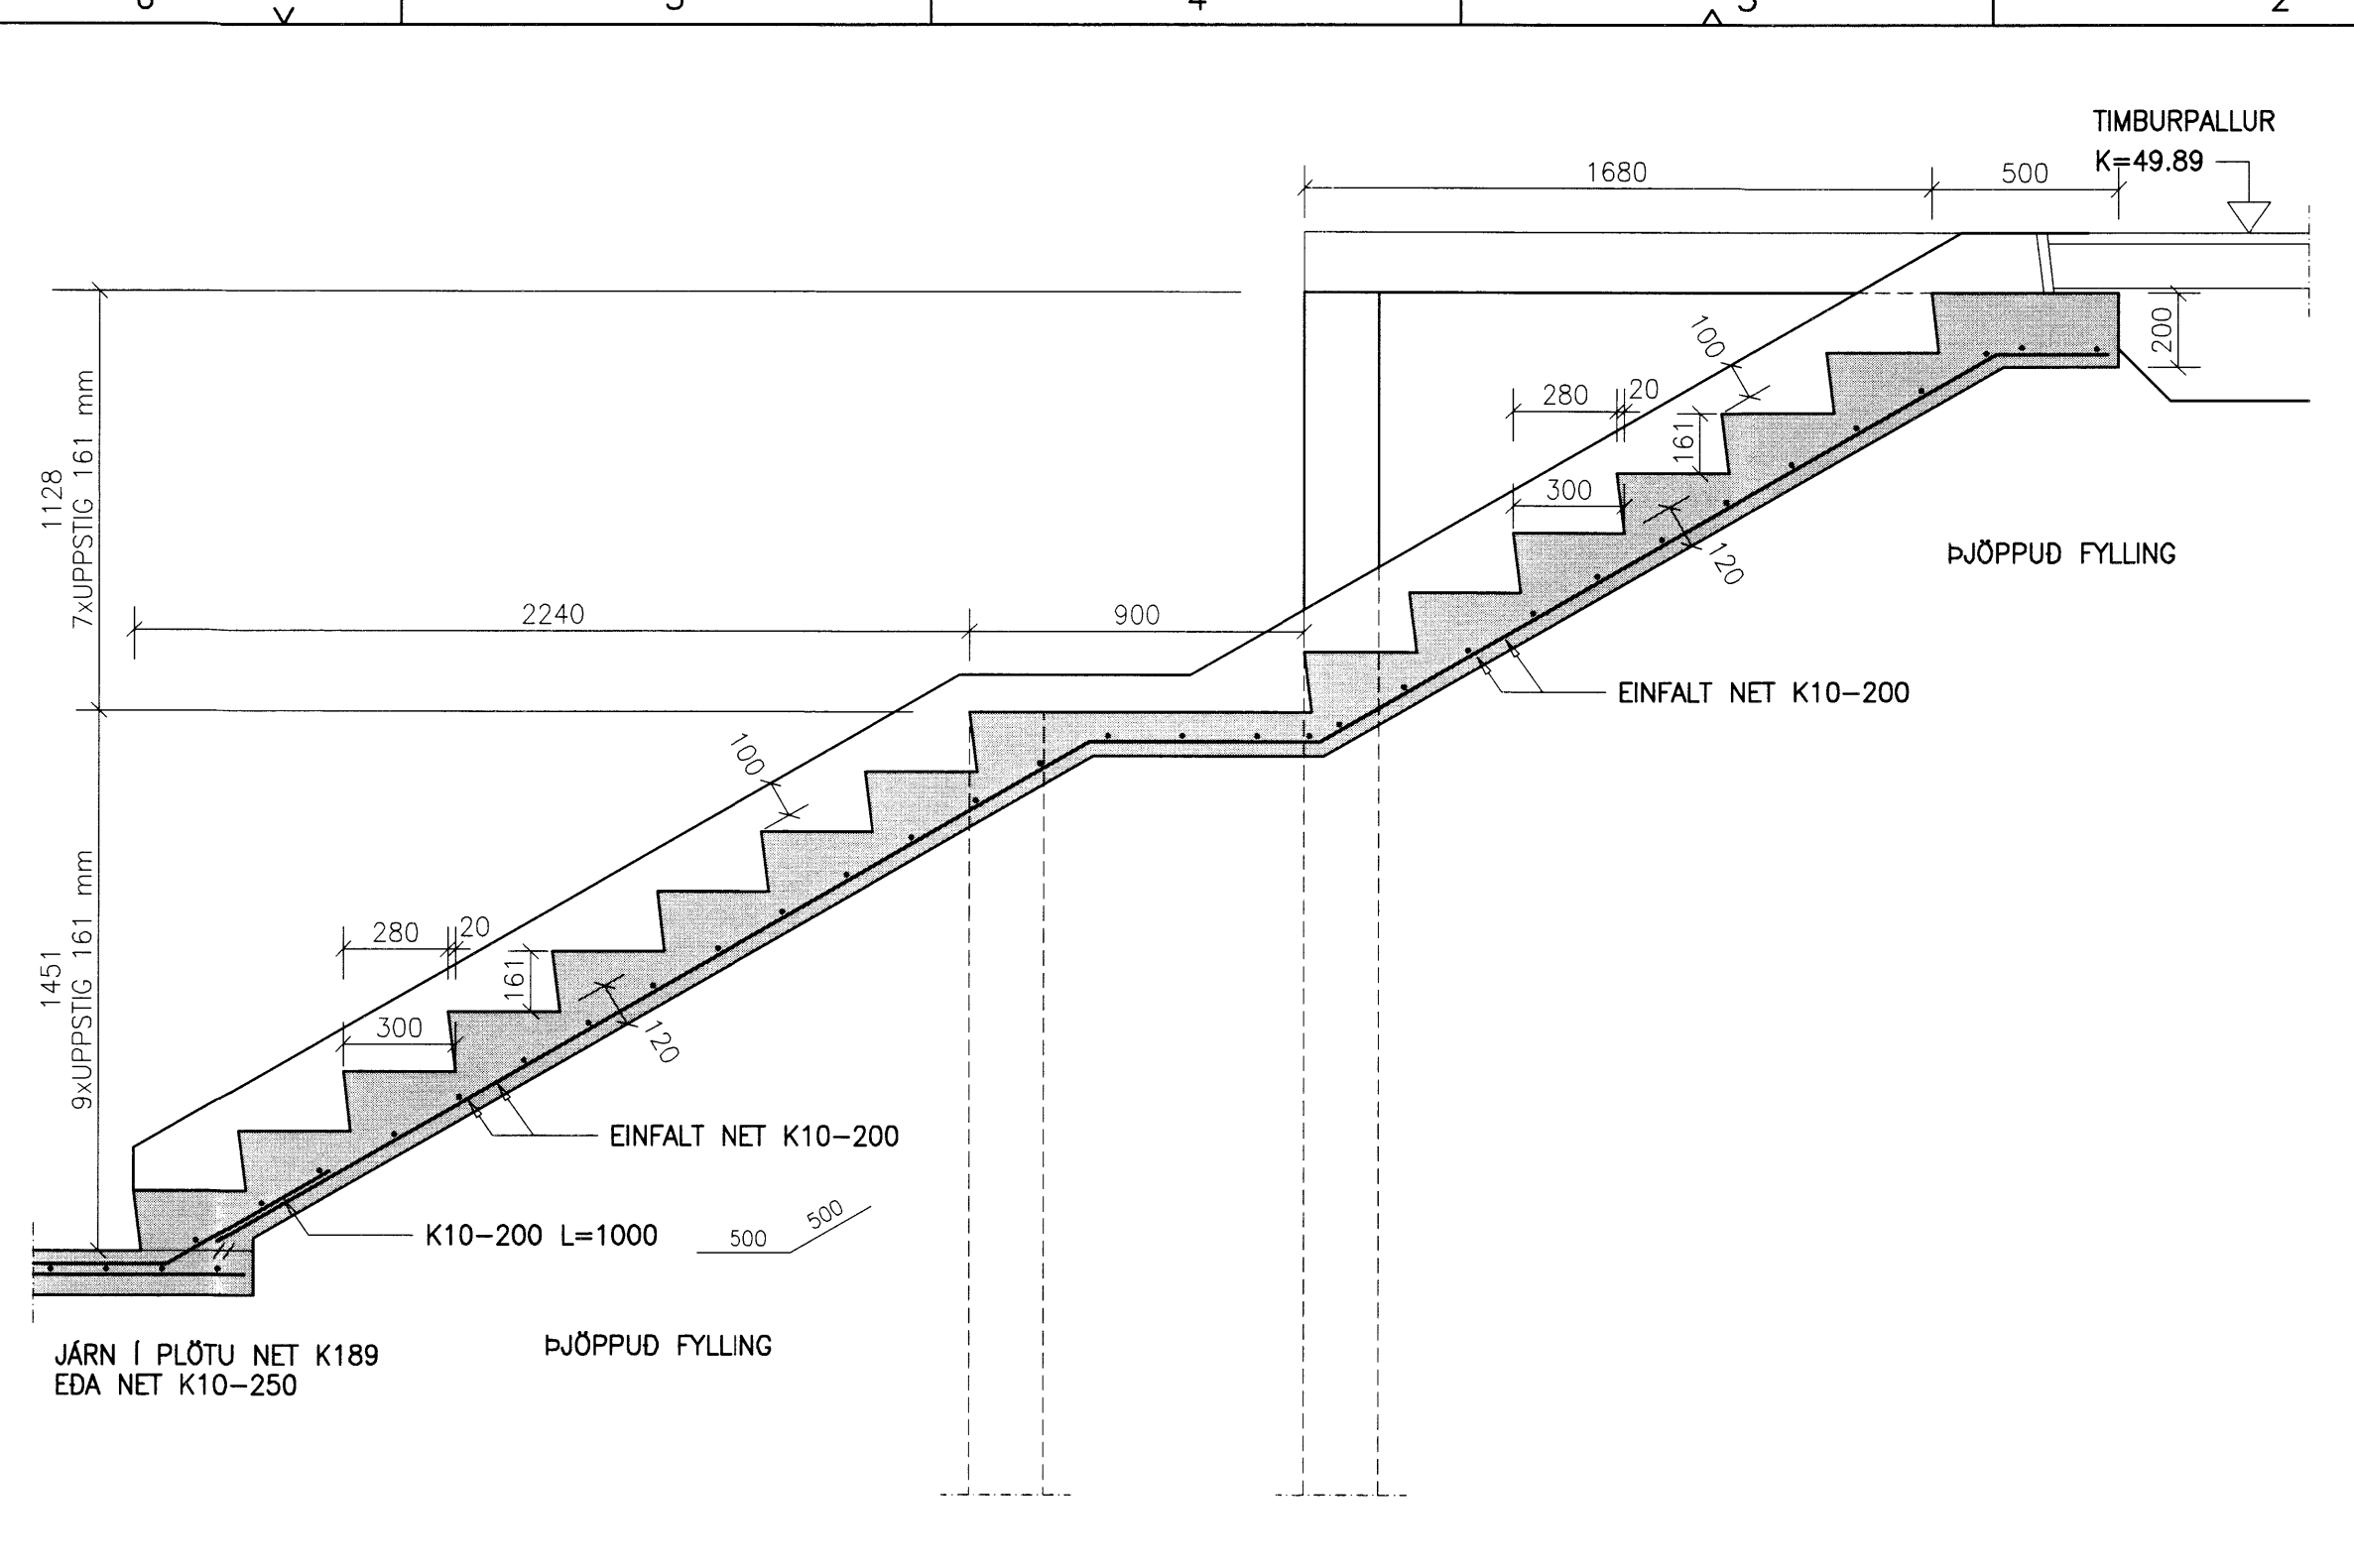 TIMBURPALLUR
K=49.89
1680
500
200
100
280
20
161
300
120
ÞJÖPPUÐ FYLLING
1128
7xUPPSTIG 161 mm
2240
900
EINFALT NET K10-200
100
1451
9xUPPSTIG 161 mm
280
20
161
300
120
EINFALT NET K10-200
K10-200 L=1000
500
500
JÁRN Í PLÖTU NET K189
EÐA NET K10-250
ÞJÖPPUÐ FYLLING